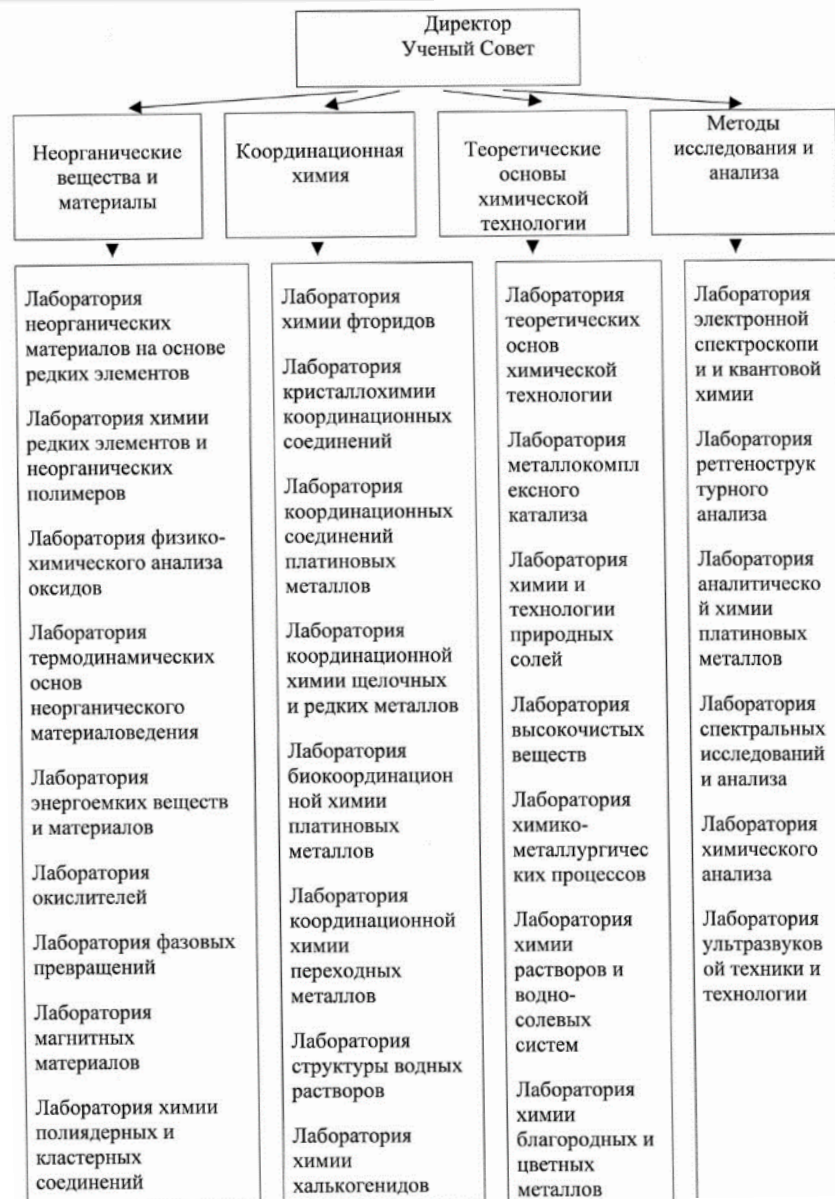 Директор
Ученый Совет
Неорганические
вещества и
материалы
Координационная
химия
Теоретические
основы
химической
технологии
Методы
исследования и
анализа
Лаборатория
неорганических
материалов на основе
редких элементов
Лаборатория химии
редких элементов и
неорганических
полимеров
Лаборатория физико-
химического анализа
оксидов
Лаборатория
термодинамических
основ
неорганического
материаловедения
Лаборатория
энергоемких веществ
и материалов
Лаборатория
окислителей
Лаборатория фазовых
превращений
Лаборатория
магнитных
материалов
Лаборатория химии
полиядерных и
кластерных
соединений
Лаборатория
химии фторидов
Лаборатория
кристаллохимии
координационных
соединений
Лаборатория
координационных
соединений
платиновых
металлов
Лаборатория
координационной
химии щелочных
и редких металлов
Лаборатория
биокоординацион
ной химии
платиновых
металлов
Лаборатория
координационной
химии
переходных
металлов
Лаборатория
структуры водных
растворов
Лаборатория
химии
халькогенидов
Лаборатория
теоретических
основ
химической
технологии
Лаборатория
металлокомпл
ексного
катализа
Лаборатория
химии и
технологии
природных
солей
Лаборатория
высокочистых
веществ
Лаборатория
химико-
металлургичес
ких процессов
Лаборатория
химии
растворов и
водно-
солевых
систем
Лаборатория
химии
благородных и
цветных
металлов
Лаборатория
электронной
спектроскопи
и и квантовой
химии
Лаборатория
ретгенострук
турного
анализа
Лаборатория
аналитическо
й химии
платиновых
металлов
Лаборатория
спектральных
исследований
и анализа
Лаборатория
химического
анализа
Лаборатория
ультразвуков
ой техники и
технологии